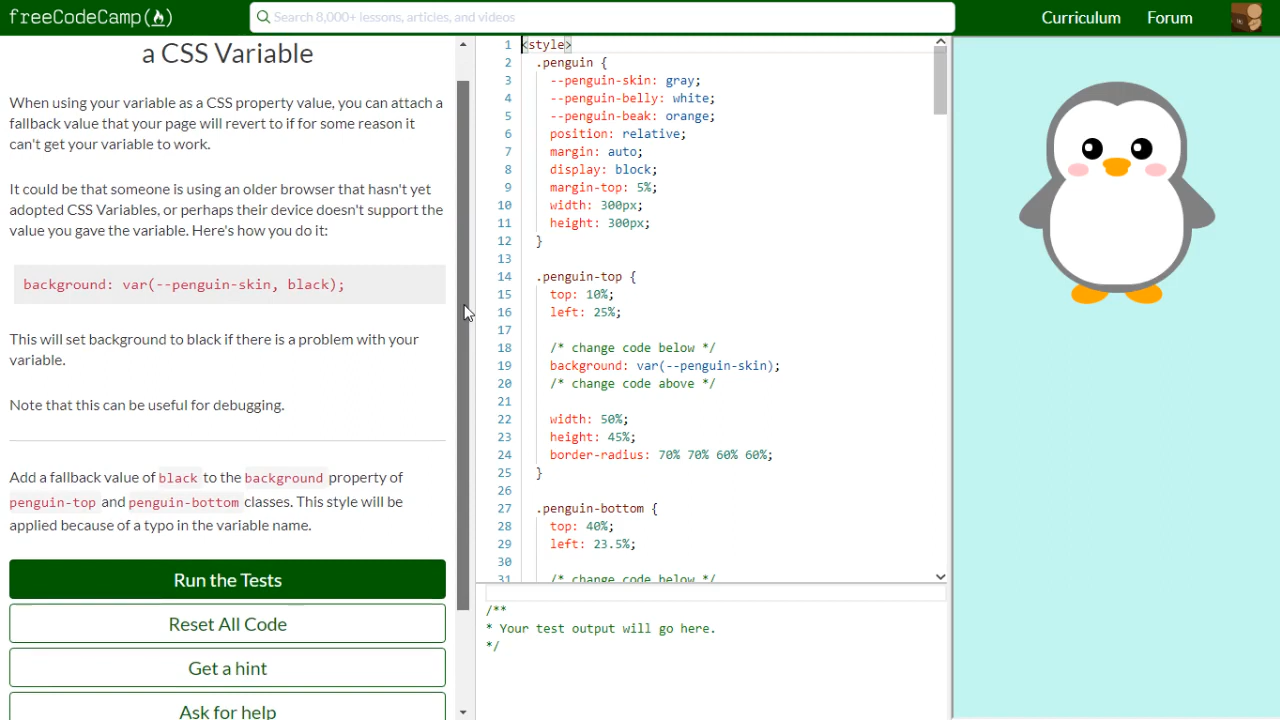 freeCodeCamp
Search 8,000+ lessons, articles, and videos
Curriculum
Forum
a CSS Variable
When using your variable as a CSS property value, you can attach a
fallback value that your page will revert to if for some reason it
can't get your variable to work.
It could be that someone is using an older browser that hasn't yet
adopted CSS Variables, or perhaps their device doesn't support the
value you gave the variable. Here's how you do it:
background: var(--penguin-skin, black);
This will set background to black if there is a problem with your
variable.
Note that this can be useful for debugging.
Add a fallback value of black to the background property of
penguin-top and penguin-bottom classes. This style will be
applied because of a typo in the variable name.
Run the Tests
Reset All Code
Get a hint
Ask for help
1 <style>
2 .penguin {
3 --penguin-skin: gray;
4 --penguin-belly: white;
5 --penguin-beak: orange;
6 position: relative;
7 margin: auto;
8 display: block;
9 margin-top: 5%;
10 width: 300px;
11 height: 300px;
12 }
13
14 .penguin-top {
15 top: 10%;
16 left: 25%;
17
18 /* change code below */
19 background: var(--penguin-skin);
20 /* change code above */
21
22 width: 50%;
23 height: 45%;
24 border-radius: 70% 70% 60% 60%;
25 }
26
27 .penguin-bottom {
28 top: 40%;
29 left: 23.5%;
30
31 /* change code below */
/**
* Your test output will go here.
*/